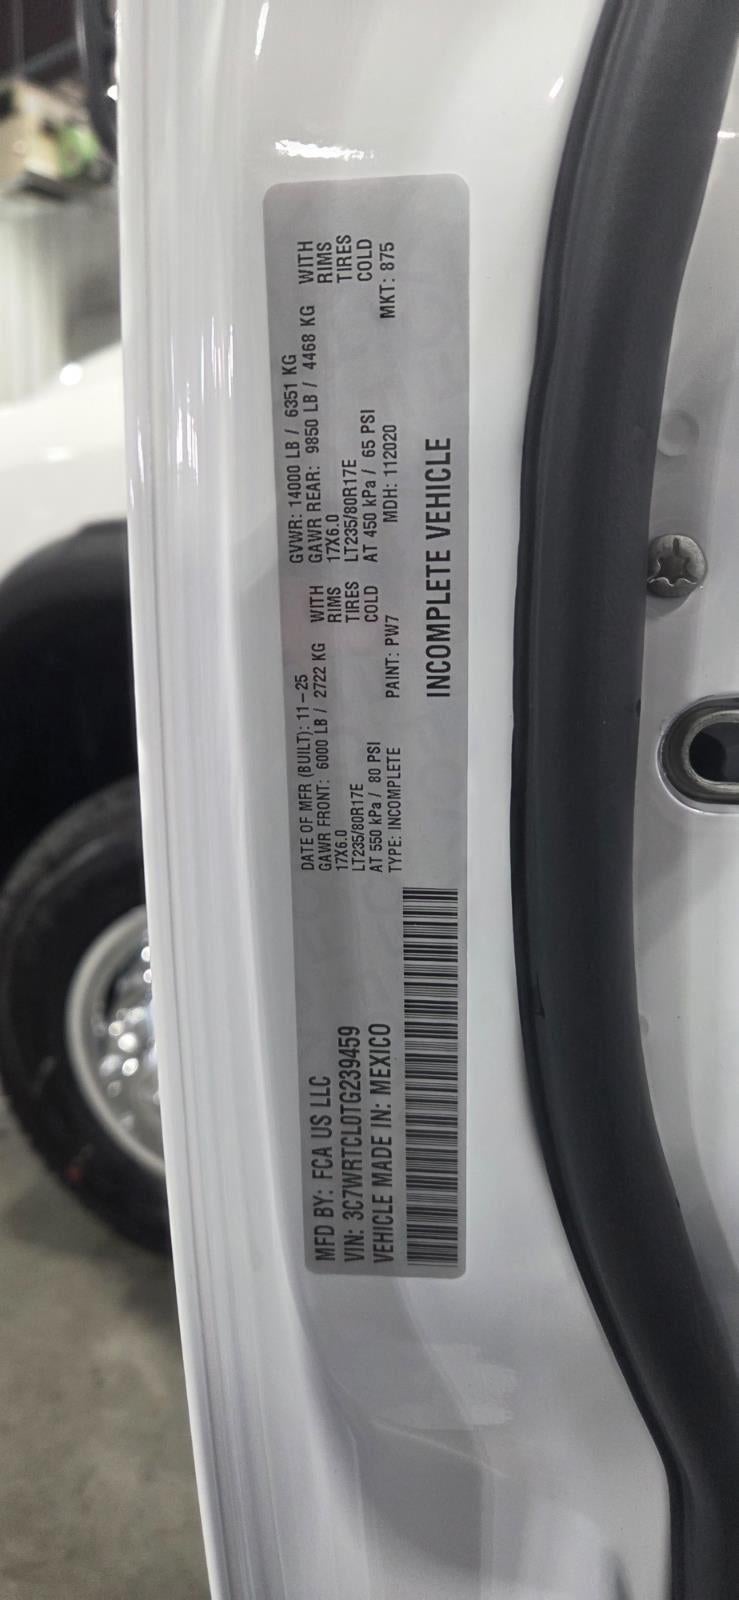 MFD BY: FCA US LLC
VIN: 3C7WRTCL0TG239459
VEHICLE MADE IN: MEXICO
DATE OF MFR (BUILT): 11-25
GAWR FRONT: 6000 LB / 2722 KG WITH
17X6.0 RIMS
LT235/80R17E TIRES
AT 550 kPa / 80 PSI COLD
TYPE: INCOMPLETE PAINT: PW7
GVWR: 14000 LB / 6351 KG
GAWR REAR: 9850 LB / 4468 KG WITH
17X6.0 RIMS
LT235/80R17E TIRES
AT 450 kPa / 65 PSI COLD
MDH: 112020 MKT: 875
INCOMPLETE VEHICLE